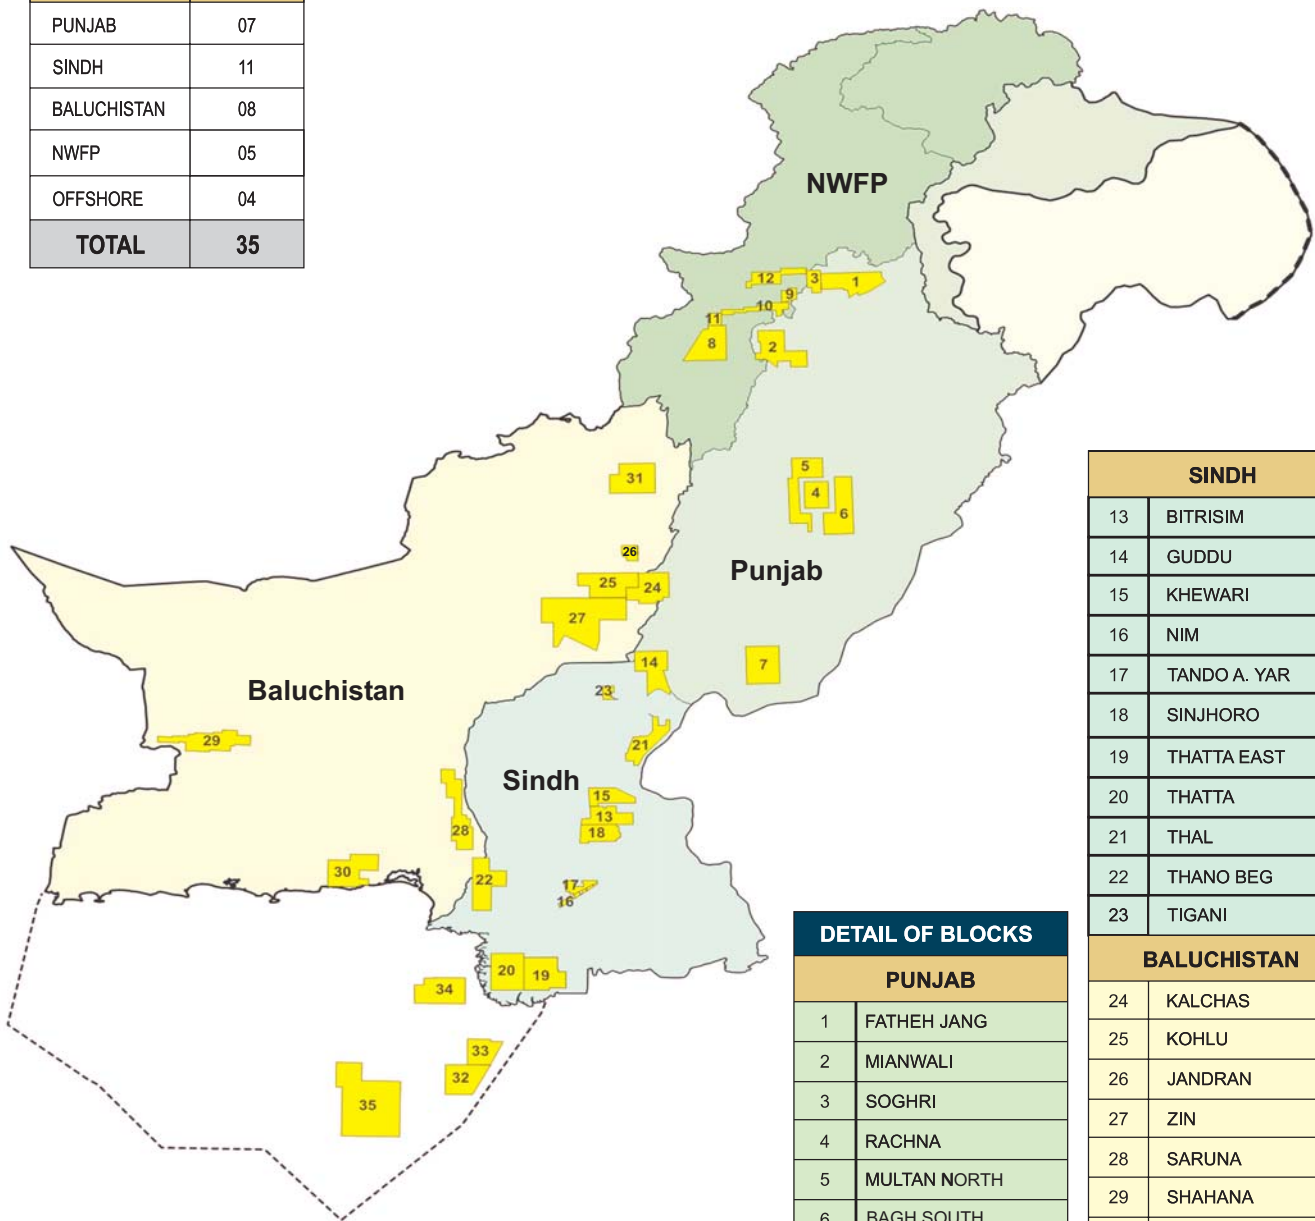 PUNJAB 07
SINDH 11
BALUCHISTAN 08
NWFP 05
OFFSHORE 04
TOTAL 35
NWFP
12
3
1
9
10
11
8
2
5
4
6
31
26
Punjab
25
24
27
14
7
23
Baluchistan
29
21
Sindh
15
13
18
28
30
22
17
16
20
19
34
33
32
35
DETAIL OF BLOCKS
PUNJAB
1 FATHEH JANG
2 MIANWALI
3 SOGHRI
4 RACHNA
5 MULTAN NORTH
6 BAGH SOUTH
SINDH
13 BITRISIM
14 GUDDU
15 KHEWARI
16 NIM
17 TANDO A. YAR
18 SINJHORO
19 THATTA EAST
20 THATTA
21 THAL
22 THANO BEG
23 TIGANI
BALUCHISTAN
24 KALCHAS
25 KOHLU
26 JANDRAN
27 ZIN
28 SARUNA
29 SHAHANA